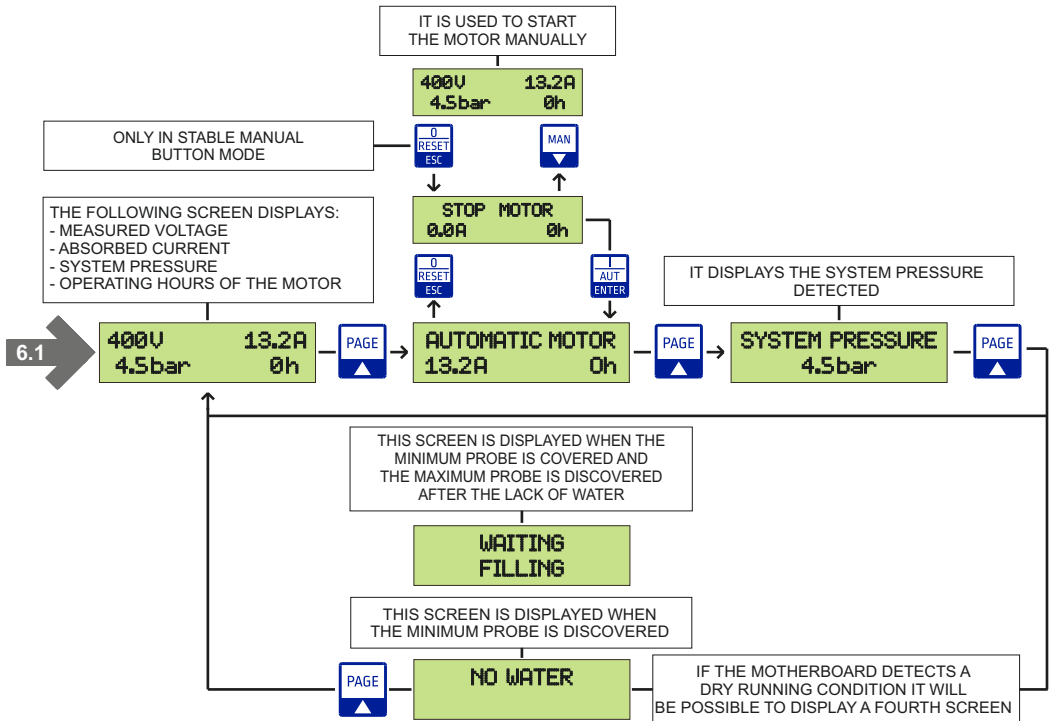 IT IS USED TO START
THE MOTOR MANUALLY
400V 13.2A
4.5bar 0h
ONLY IN STABLE MANUAL
BUTTON MODE
0
RESET
ESC
MAN
THE FOLLOWING SCREEN DISPLAYS:
- MEASURED VOLTAGE
- ABSORBED CURRENT
- SYSTEM PRESSURE
- OPERATING HOURS OF THE MOTOR
STOP MOTOR
0.0A 0h
0
RESET
ESC
I
AUT
ENTER
IT DISPLAYS THE SYSTEM PRESSURE
DETECTED
6.1
400V 13.2A
4.5bar 0h
PAGE
AUTOMATIC MOTOR
13.2A Oh
PAGE
SYSTEM PRESSURE
4.5bar
PAGE
THIS SCREEN IS DISPLAYED WHEN THE
MINIMUM PROBE IS COVERED AND
THE MAXIMUM PROBE IS DISCOVERED
AFTER THE LACK OF WATER
WAITING
FILLING
THIS SCREEN IS DISPLAYED WHEN
THE MINIMUM PROBE IS DISCOVERED
PAGE
NO WATER
IF THE MOTHERBOARD DETECTS A
DRY RUNNING CONDITION IT WILL
BE POSSIBLE TO DISPLAY A FOURTH SCREEN